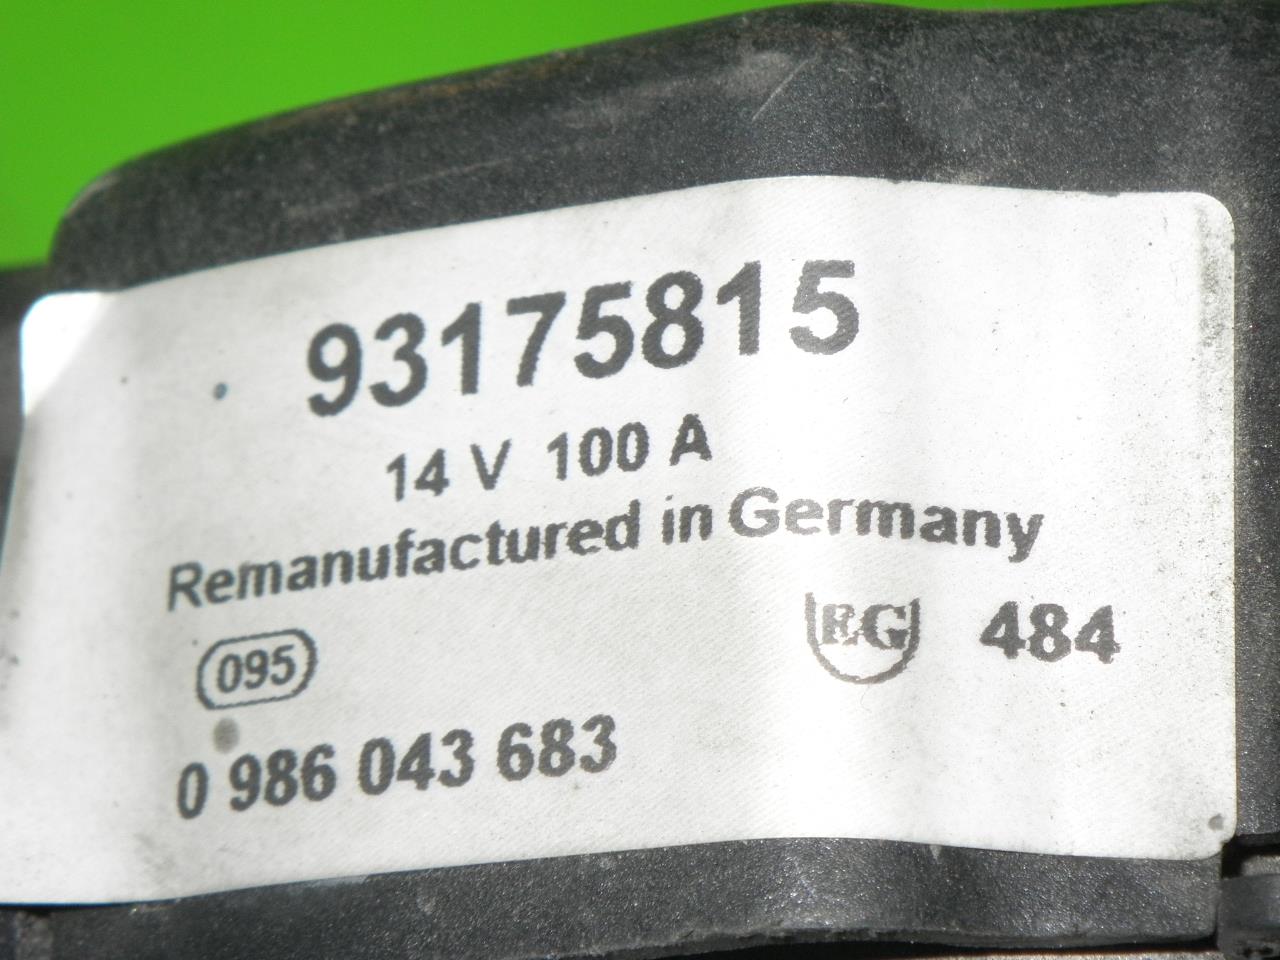 93175815
14 V 100 A
Remanufactured in Germany
095 EG 484
0 986 043 683